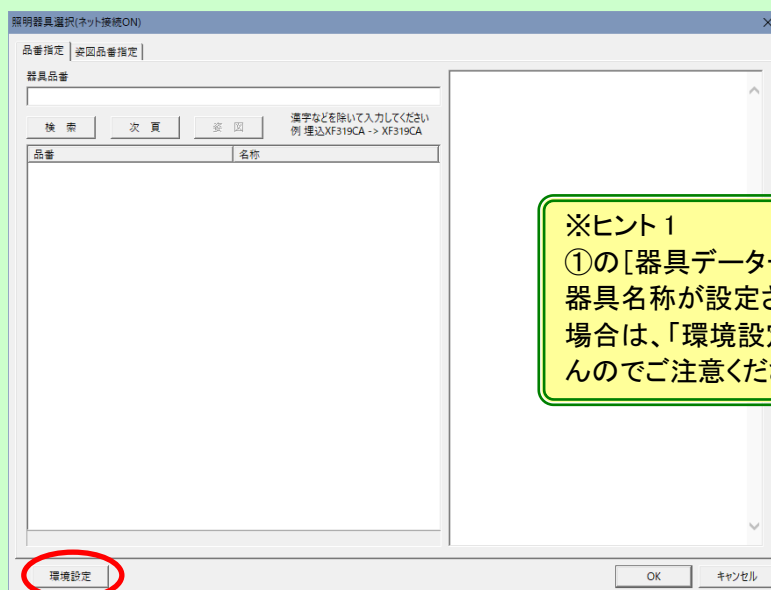 照明器具選択(ネット接続ON)
品番指定 姿図品番指定
器具品番
検 索 次 頁 姿 図 漢字などを除いて入力してください
例 埋込XF319CA -> XF319CA
品番 名称
※ヒント 1
①の[器具データ
器具名称が設定さ
場合は、「環境設定
んのでご注意くださ
環境設定 OK キャンセル